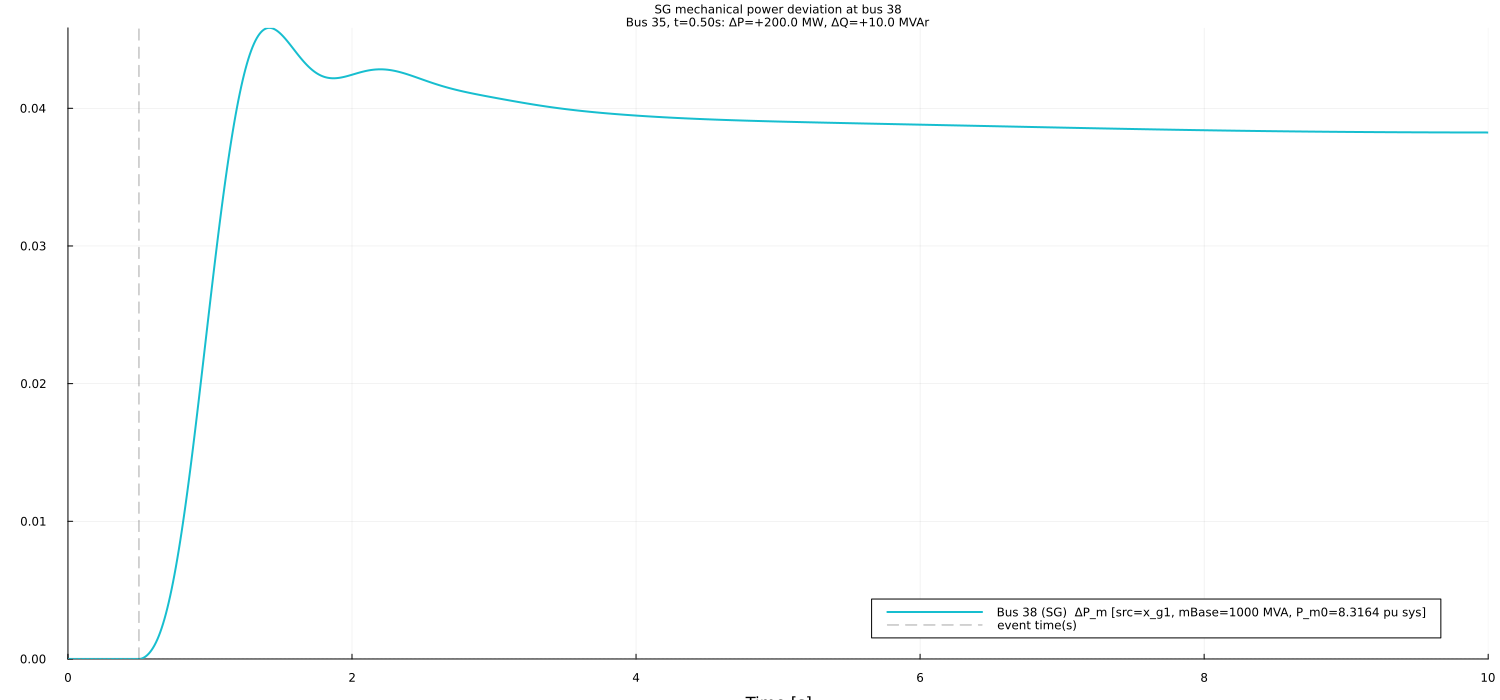 SG mechanical power deviation at bus 38
Bus 35, t=0.50s: ΔP=+200.0 MW, ΔQ=+10.0 MVAr
0.04
0.03
0.02
0.01
0.00
Bus 38 (SG)  ΔP_m [src=x_g1, mBase=1000 MVA, P_m0=8.3164 pu sys]
event time(s)
0 2 4 6 8 10
Time [s]